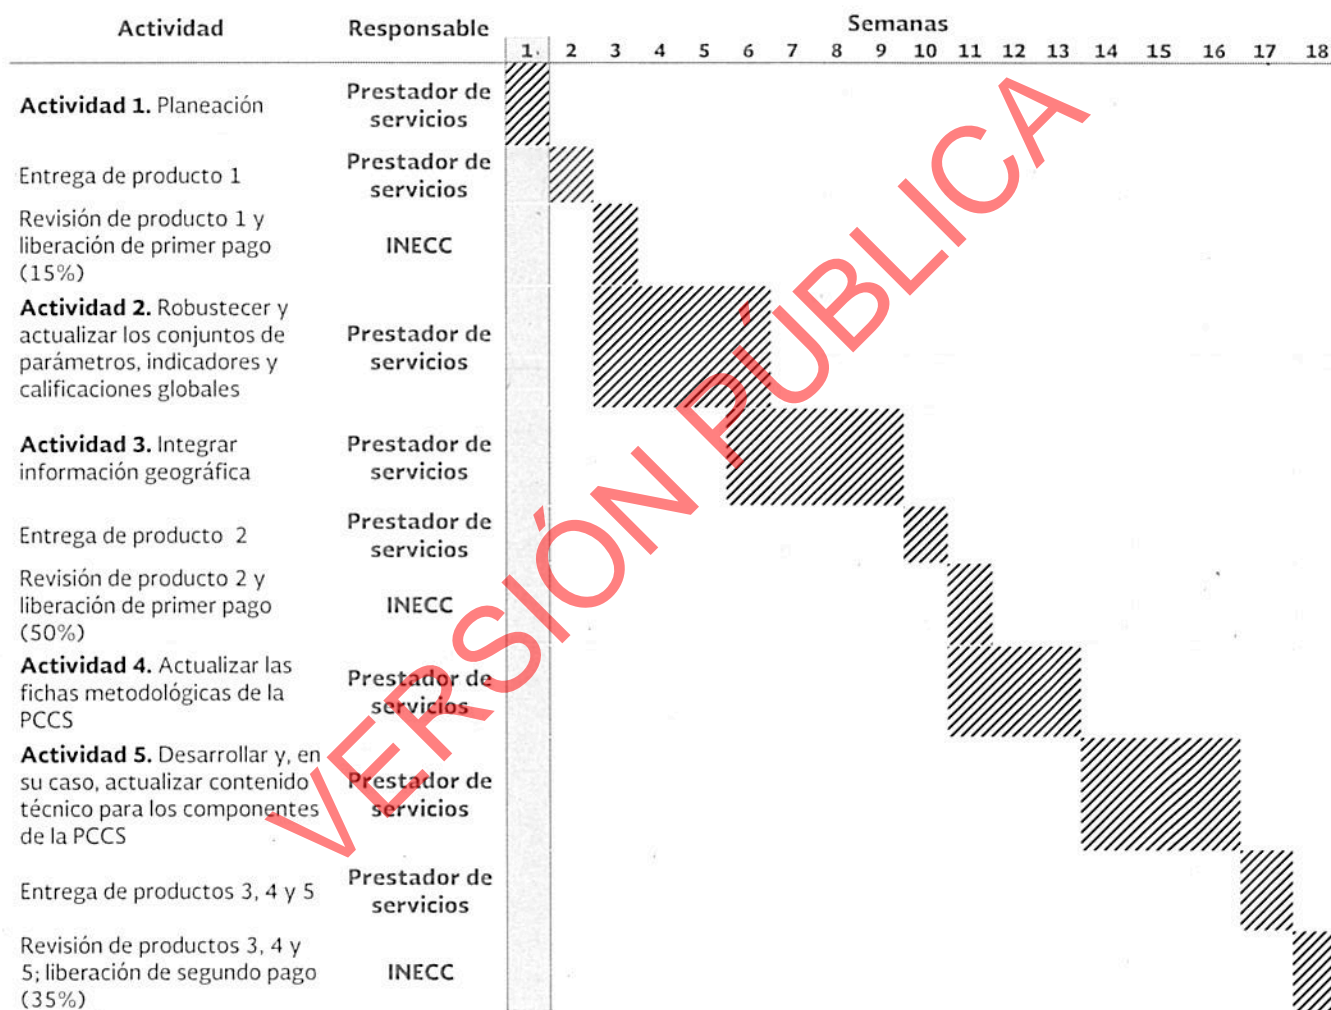 Actividad Responsable Semanas
1 2 3 4 5 6 7 8 9 10 11 12 13 14 15 16 17 18
Actividad 1. Planeación
Prestador de
servicios
Entrega de producto 1
Prestador de
servicios
Revisión de producto 1 y
liberación de primer pago
(15%)
INECC
Actividad 2. Robustecer y
actualizar los conjuntos de
parámetros, indicadores y
calificaciones globales
Prestador de
servicios
Actividad 3. Integrar
información geográfica
Prestador de
servicios
Entrega de producto 2
Prestador de
servicios
Revisión de producto 2 y
liberación de primer pago
(50%)
INECC
Actividad 4. Actualizar las
fichas metodológicas de la
PCCS
Prestador de
servicios
Actividad 5. Desarrollar y, en
su caso, actualizar contenido
técnico para los componentes
de la PCCS
Prestador de
servicios
Entrega de productos 3, 4 y 5
Prestador de
servicios
Revisión de productos 3, 4 y
5; liberación de segundo pago
(35%)
INECC
VERSIÓN PÚBLICA